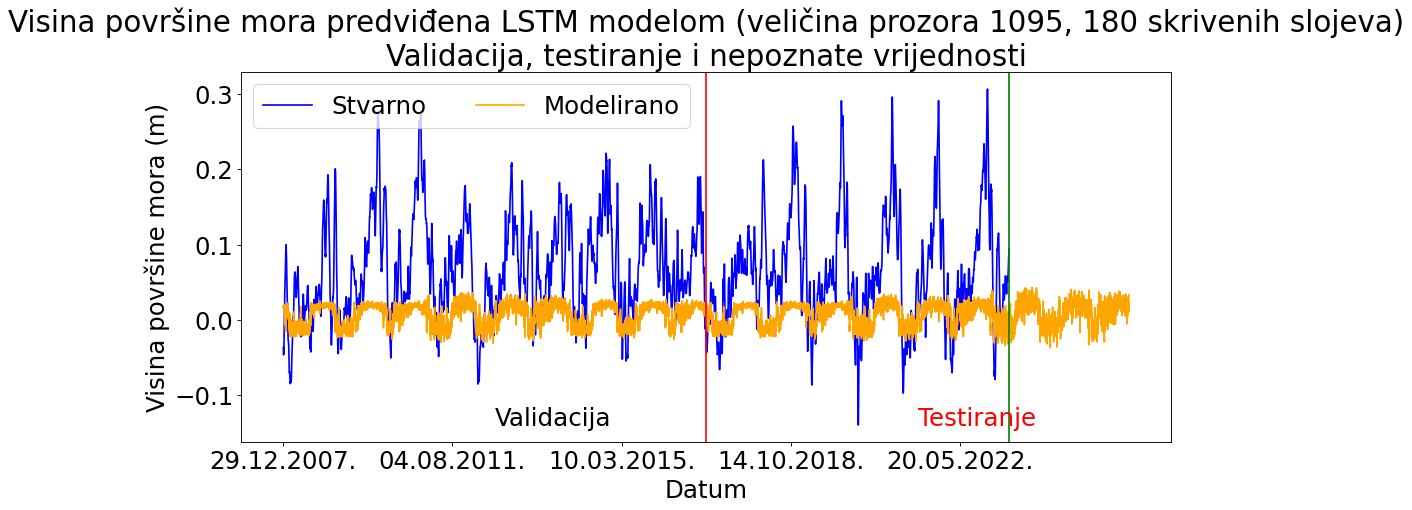 Visina površine mora predviđena LSTM modelom (veličina prozora 1095, 180 skrivenih slojeva)
Validacija, testiranje i nepoznate vrijednosti
Stvarno Modelirano
Visina površine mora (m)
0.3
0.2
0.1
0.0
−0.1
Validacija Testiranje
29.12.2007. 04.08.2011. 10.03.2015. 14.10.2018. 20.05.2022.
Datum